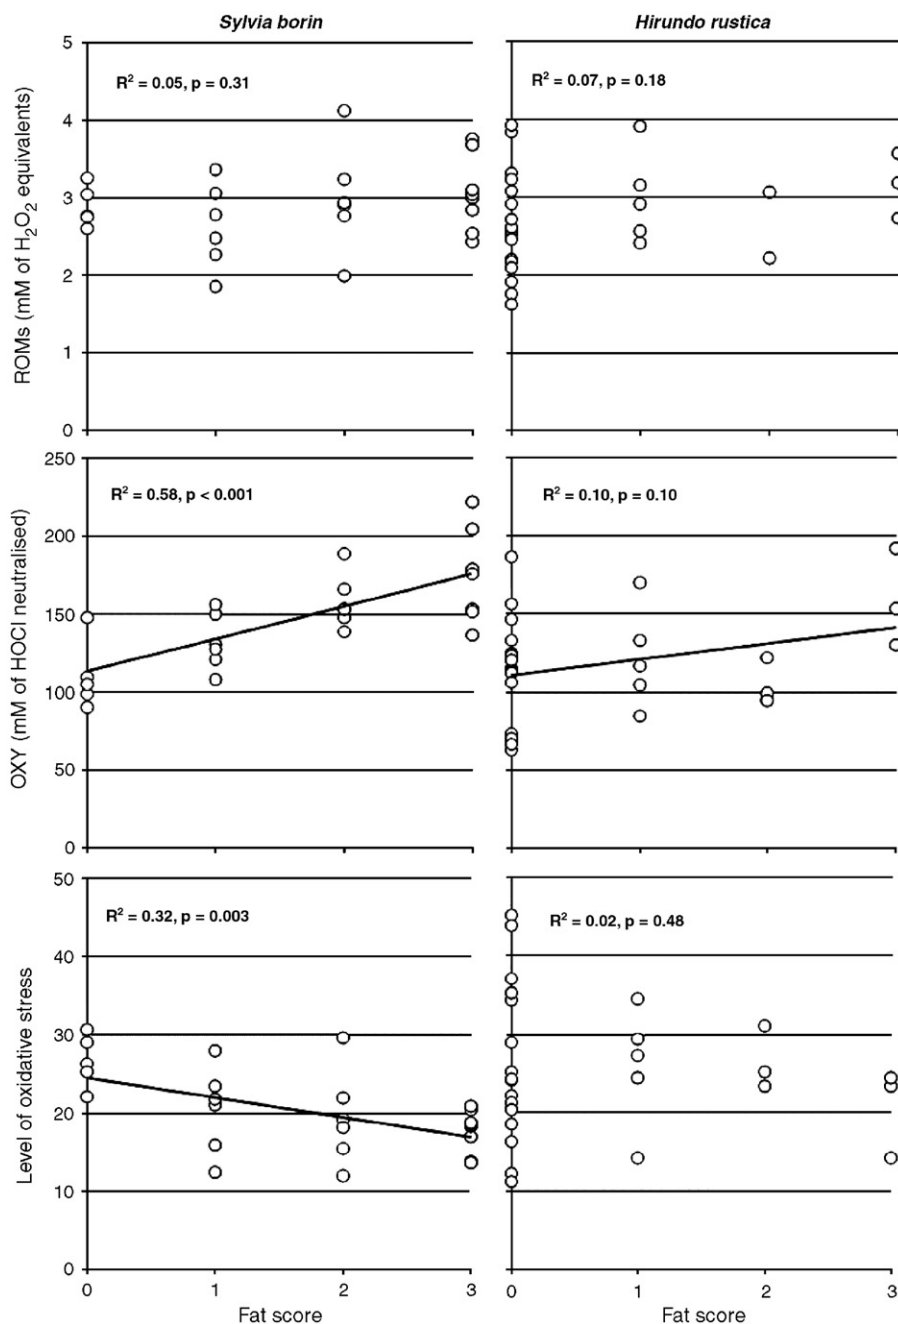 Sylvia borin
Hirundo rustica
ROMs (mM of H₂O₂ equivalents)
5
4
3
2
1
0
R² = 0.05, p = 0.31
R² = 0.07, p = 0.18
OXY (mM of HOCl neutralised)
250
200
150
100
50
0
R² = 0.58, p < 0.001
R² = 0.10, p = 0.10
Level of oxidative stress
50
40
30
20
10
0
R² = 0.32, p = 0.003
R² = 0.02, p = 0.48
0 1 2 3
0 1 2 3
Fat score
Fat score